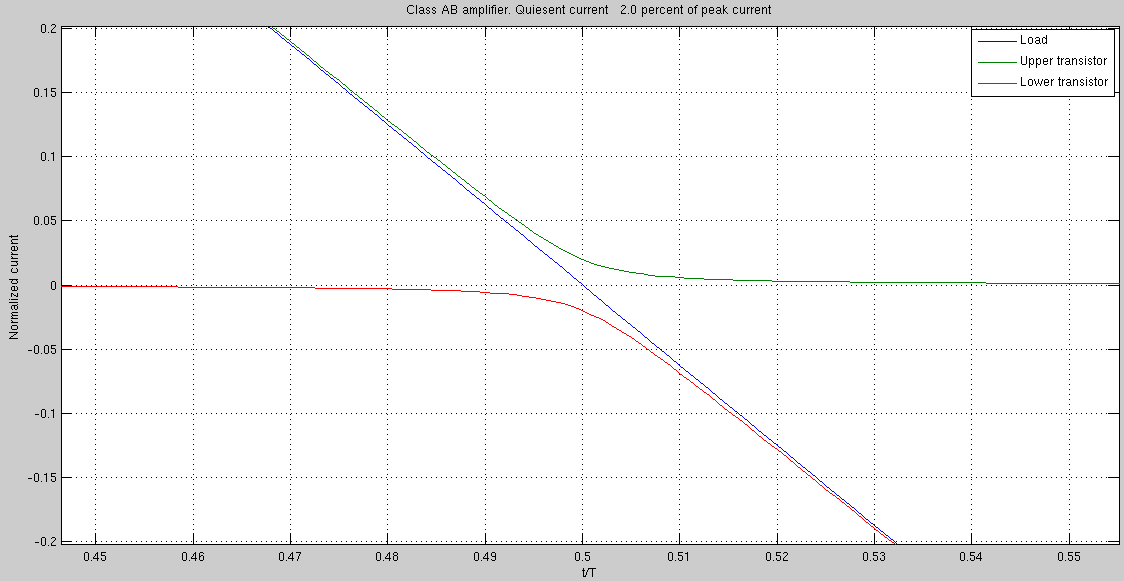 Class AB amplifier. Quiesent current 2.0 percent of peak current
Load
Upper transistor
Lower transistor
Normalized current
0.2
0.15
0.1
0.05
0
-0.05
-0.1
-0.15
-0.2
0.45 0.46 0.47 0.48 0.49 0.5 0.51 0.52 0.53 0.54 0.55
t/T